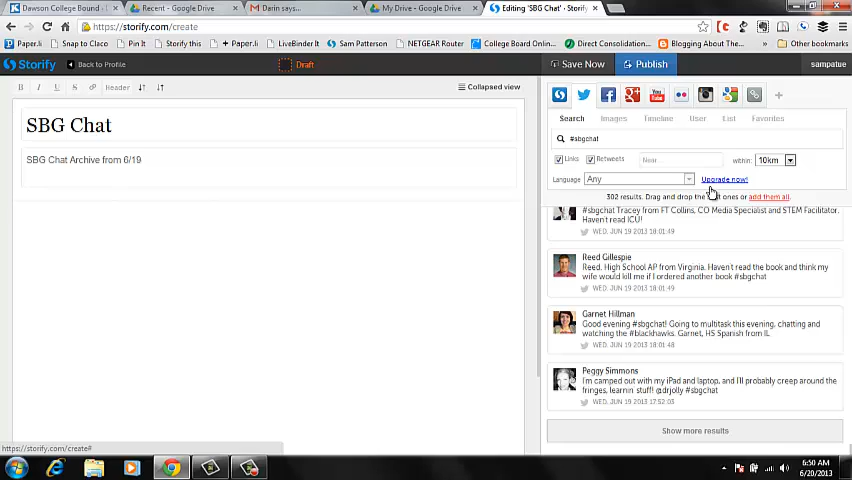 Dawson College Bound -
Recent - Google Drive
Darin says...
My Drive - Google Drive
Editing 'SBG Chat' · Storify
https://storify.com/create
Paper.li
Snap to Claco
Pin It
Storify this
+ Paper.li
LiveBinder It
Sam Patterson
NETGEAR Router
College Board Onlin...
Direct Consolidation...
Blogging About The...
Other bookmarks
Storify
Back to Profile
Draft
Save Now
Publish
sampatue
B I U S
Header
Collapsed view
SBG Chat
SBG Chat Archive from 6/19
Search Images Timeline User List Favorites
#sbgchat
Links
Retweets
Near...
within: 10km
Language Any
Upgrade now!
302 results. Drag and drop the ones or add them all.
#sbgchat Tracey from FT Collins, CO Media Specialist and STEM Facilitator.
Haven't read ICU!
WED, JUN 19 2013 18:01:49
Reed Gillespie
Reed, High School AP from Virginia. Haven't read the book and think my
wife would kill me if I ordered another book #sbgchat
WED, JUN 19 2013 18:01:49
Garnet Hillman
Good evening #sbgchat! Going to multitask this evening, chatting and
watching the #blackhawks. Garnet, HS Spanish from IL
WED, JUN 19 2013 18:01:48
Peggy Simmons
I'm camped out with my iPad and laptop, and I'll probably creep around the
fringes, learnin' stuff! @drjolly #sbgchat
WED, JUN 19 2013 17:52:03
Show more results
https://storify.com/create#
6:50 AM
6/20/2013